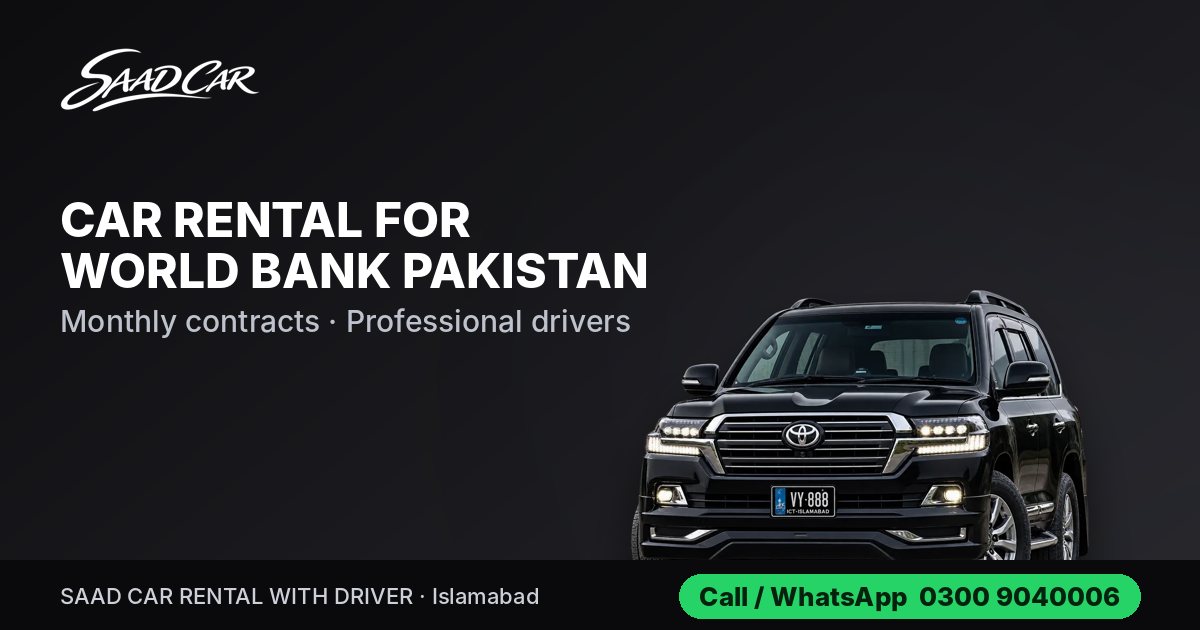 SAAD CAR
CAR RENTAL FOR
WORLD BANK PAKISTAN
Monthly contracts · Professional drivers
VY-888
ICT-ISLAMABAD
SAAD CAR RENTAL WITH DRIVER · Islamabad
Call / WhatsApp 0300 9040006